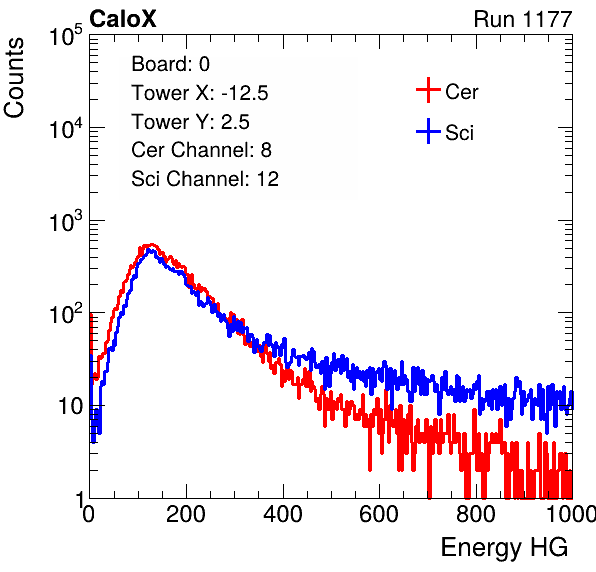 CaloX Run 1177
Counts
10^5
10^4
10^3
10^2
10
1
Board: 0
Tower X: -12.5
Tower Y: 2.5
Cer Channel: 8
Sci Channel: 12
Cer
Sci
0 200 400 600 800 1000
Energy HG